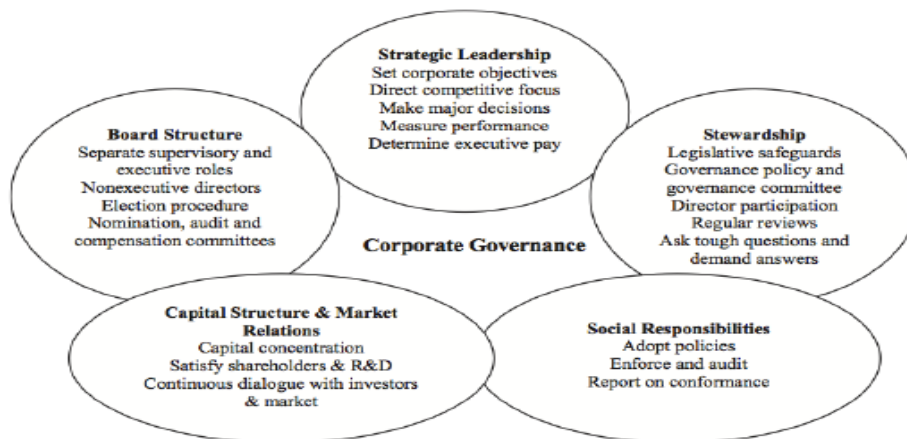 Strategic Leadership
Set corporate objectives
Direct competitive focus
Make major decisions
Measure performance
Determine executive pay
Board Structure
Separate supervisory and
executive roles
Nonexecutive directors
Election procedure
Nomination, audit and
compensation committees
Stewardship
Legislative safeguards
Governance policy and
governance committee
Director participation
Regular reviews
Ask tough questions and
demand answers
Corporate Governance
Capital Structure & Market
Relations
Capital concentration
Satisfy shareholders & R&D
Continuous dialogue with investors
& market
Social Responsibilities
Adopt policies
Enforce and audit
Report on conformance